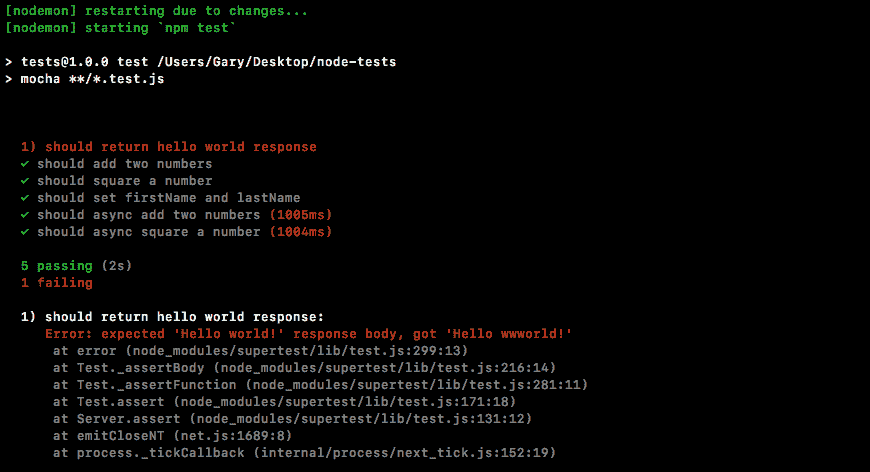 [nodemon] restarting due to changes...
[nodemon] starting `npm test`
> tests@1.0.0 test /Users/Gary/Desktop/node-tests
> mocha **/*.test.js
1) should return hello world response
✓ should add two numbers
✓ should square a number
✓ should set firstName and lastName
✓ should async add two numbers (1005ms)
✓ should async square a number (1004ms)
5 passing (2s)
1 failing
1) should return hello world response:
Error: expected 'Hello world!' response body, got 'Hello wwworld!'
at error (node_modules/supertest/lib/test.js:299:13)
at Test._assertBody (node_modules/supertest/lib/test.js:216:14)
at Test._assertFunction (node_modules/supertest/lib/test.js:281:11)
at Test.assert (node_modules/supertest/lib/test.js:171:18)
at Server.assert (node_modules/supertest/lib/test.js:131:12)
at emitCloseNT (net.js:1689:8)
at process._tickCallback (internal/process/next_tick.js:152:19)